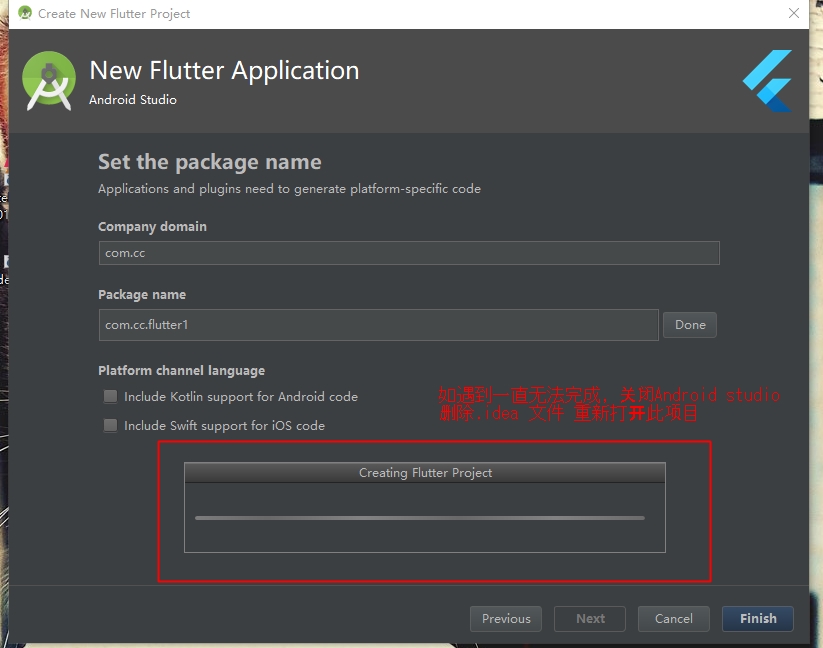 Create New Flutter Project
New Flutter Application
Android Studio
Set the package name
Applications and plugins need to generate platform-specific code
Company domain
com.cc
Package name
com.cc.flutter1
Done
Platform channel language
Include Kotlin support for Android code
如遇到一直无法完成, 关闭Android studio
删除.idea 文件 重新打开此项目
Include Swift support for iOS code
Creating Flutter Project
Previous
Next
Cancel
Finish